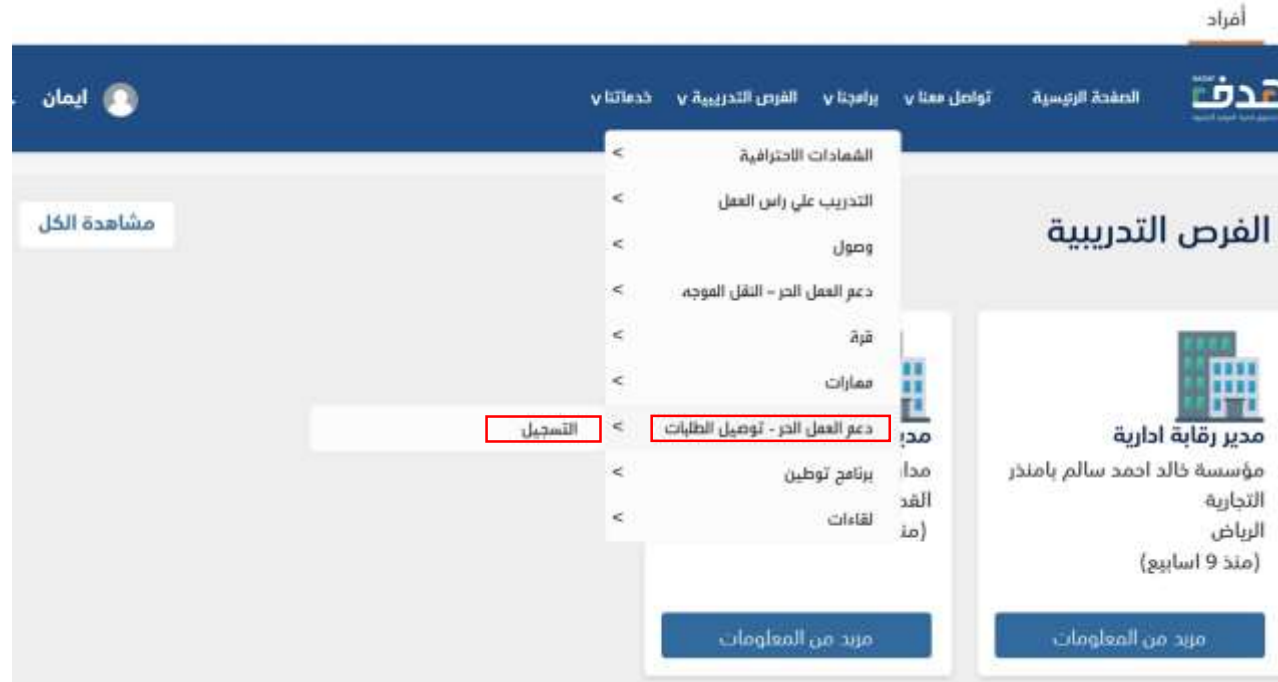 أفراد
هدف
الصفحة الرئيسية
تواصل معنا v
برامجنا v
الفرص التدريبية v
خدماتنا v
ايمان
الشهادات الاحترافية <
التدريب علي راس العمل <
وصول <
دعم العمل الحر - النقل الموجه <
قرة <
مهارات <
دعم العمل الحر - توصيل الطلبات <
التسجيل
برنامج توطين <
لقاءات <
الفرص التدريبية
مشاهدة الكل
مدير رقابة ادارية
مؤسسة خالد احمد سالم بامنذر
التجارية
الرياض
(منذ 9 اسابيع)
مزيد من المعلومات
مزيد من المعلومات